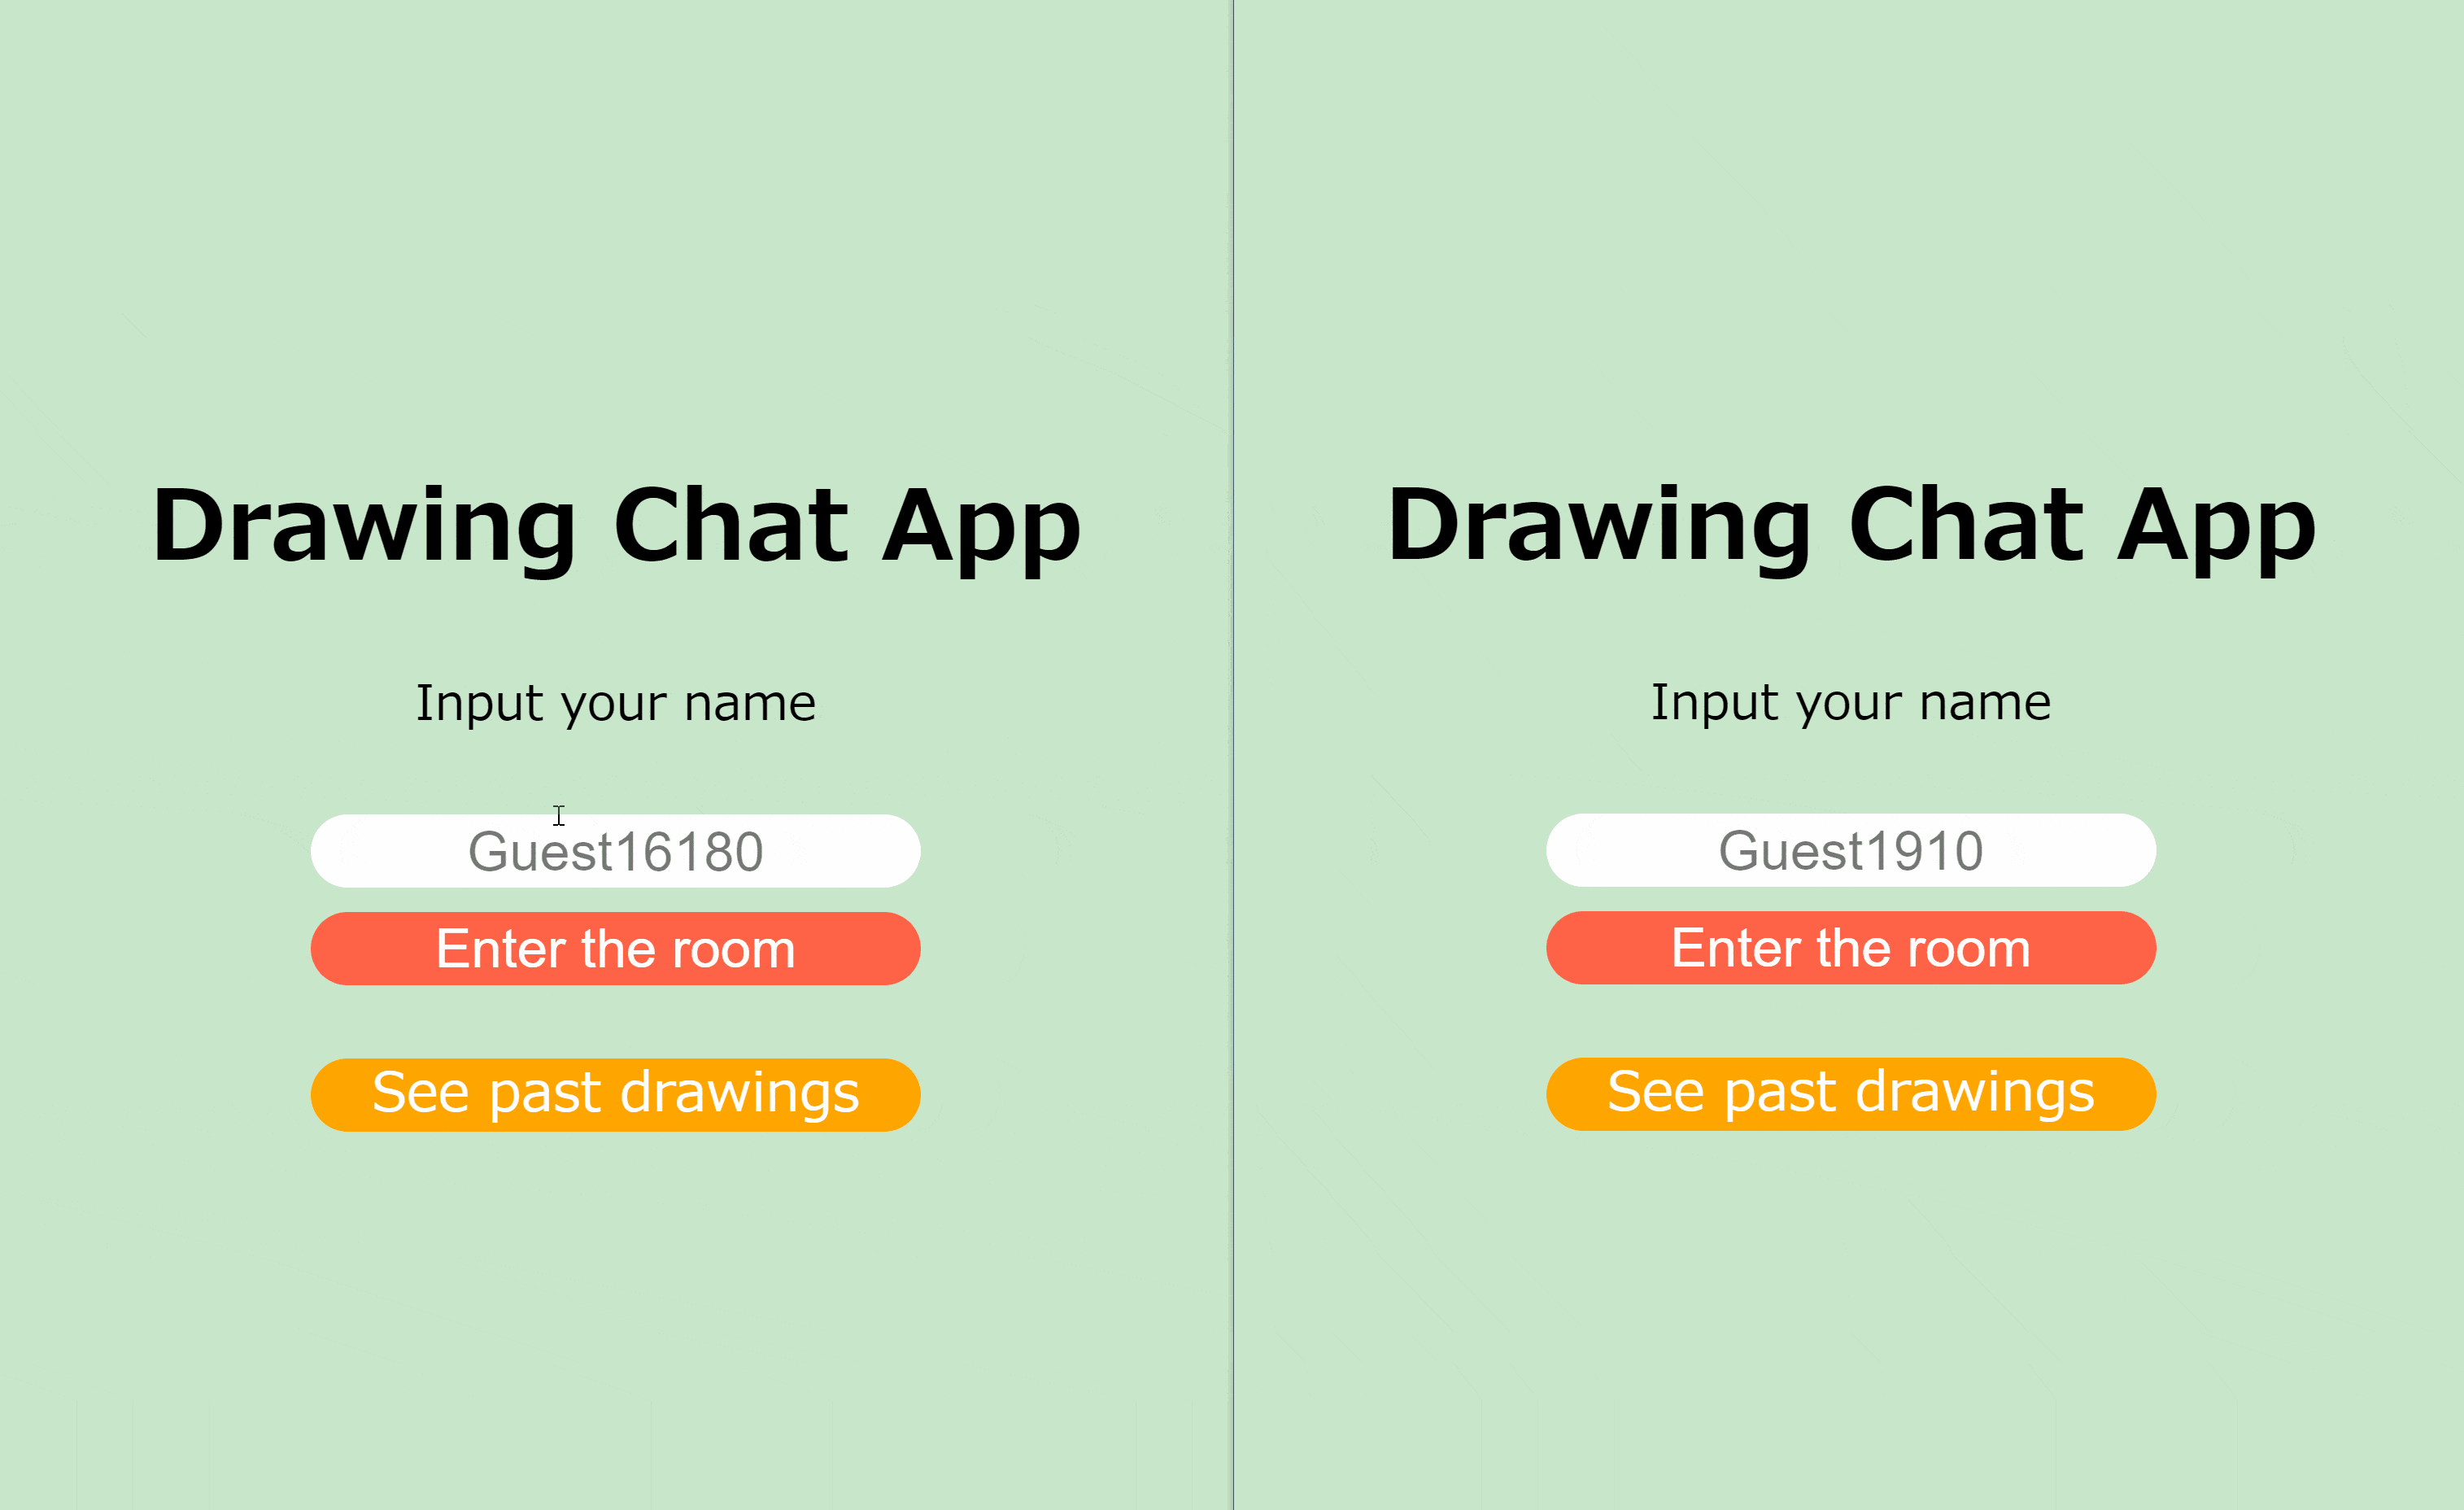 Drawing Chat App
Input your name
Guest16180
Enter the room
See past drawings
Drawing Chat App
Input your name
Guest1910
Enter the room
See past drawings